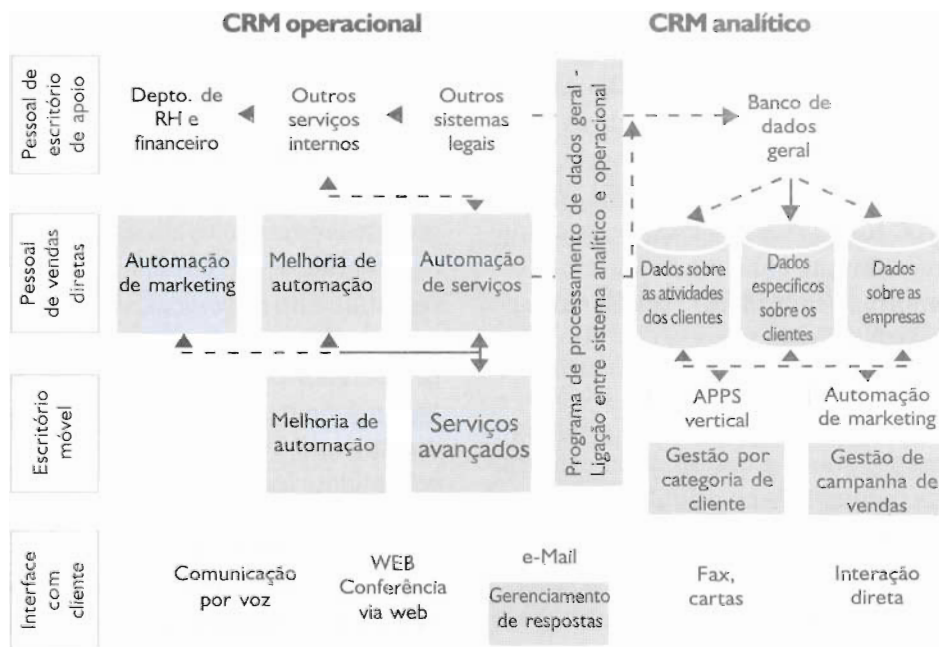 CRM operacional
CRM analítico
Pessoal de
escritório
de apoio
Depto. de
RH e
financeiro
Outros
serviços
internos
Outros
sistemas
legais
Programa de processamento de dados geral -
Ligação entre sistema analítico e operacional
Banco de
dados
geral
Pessoal
de vendas
diretas
Automação
de marketing
Melhoria de
automação
Automação
de serviços
Dados sobre
as atividades
dos clientes
Dados
específicos
sobre os
clientes
Dados
sobre as
empresas
Escritório
móvel
Melhoria de
automação
Serviços
avançados
APPS
vertical
Automação
de marketing
Gestão por
categoria de
cliente
Gestão de
campanha de
vendas
Interface
com
cliente
Comunicação
por voz
WEB
Conferência
via web
e-Mail
Gerenciamento
de respostas
Fax,
cartas
Interação
direta